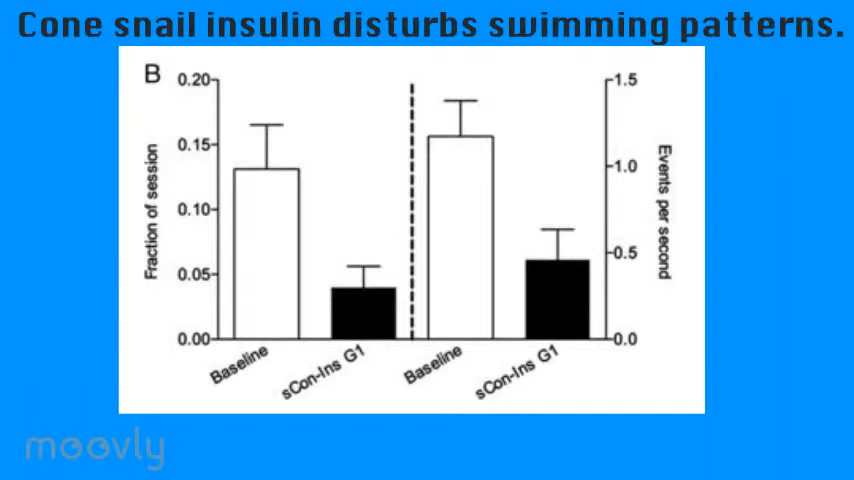 Cone snail insulin disturbs swimming patterns.
B
0.20
0.15
0.10
0.05
0.00
Fraction of session
1.5
1.0
0.5
0.0
Events per second
Baseline
sCon-Ins G1
Baseline
sCon-Ins G1
moovly